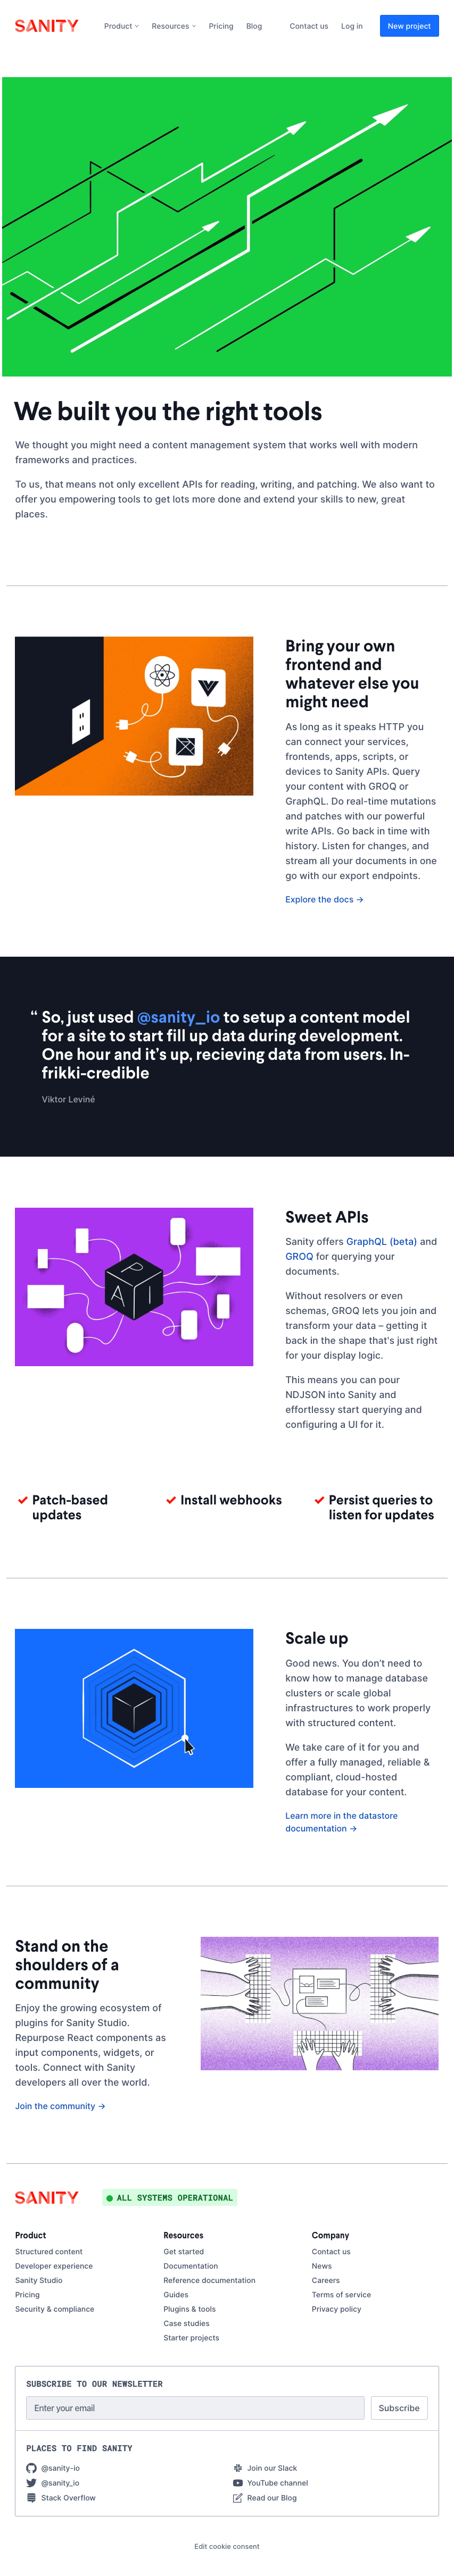 SANITY
Product Resources Pricing Blog Contact us Log in New project
We built you the right tools
We thought you might need a content management system that works well with modern
frameworks and practices.
To us, that means not only excellent APIs for reading, writing, and patching. We also want to
offer you empowering tools to get lots more done and extend your skills to new, great
places.
Bring your own
frontend and
whatever else you
might need
As long as it speaks HTTP you
can connect your services,
frontends, apps, scripts, or
devices to Sanity APIs. Query
your content with GROQ or
GraphQL. Do real-time mutations
and patches with our powerful
write APIs. Go back in time with
history. Listen for changes, and
stream all your documents in one
go with our export endpoints.
Explore the docs →
“ So, just used @sanity_io to setup a content model
for a site to start fill up data during development.
One hour and it’s up, recieving data from users. In-
frikki-credible
Viktor Leviné
API
Sweet APIs
Sanity offers GraphQL (beta) and
GROQ for querying your
documents.
Without resolvers or even
schemas, GROQ lets you join and
transform your data – getting it
back in the shape that's just right
for your display logic.
This means you can pour
NDJSON into Sanity and
effortlessy start querying and
configuring a UI for it.
Patch-based
updates
Install webhooks
Persist queries to
listen for updates
Scale up
Good news. You don’t need to
know how to manage database
clusters or scale global
infrastructures to work properly
with structured content.
We take care of it for you and
offer a fully managed, reliable &
compliant, cloud-hosted
database for your content.
Learn more in the datastore
documentation →
Stand on the
shoulders of a
community
Enjoy the growing ecosystem of
plugins for Sanity Studio.
Repurpose React components as
input components, widgets, or
tools. Connect with Sanity
developers all over the world.
Join the community →
SANITY
ALL SYSTEMS OPERATIONAL
Product
Structured content
Developer experience
Sanity Studio
Pricing
Security & compliance
Resources
Get started
Documentation
Reference documentation
Guides
Plugins & tools
Case studies
Starter projects
Company
Contact us
News
Careers
Terms of service
Privacy policy
SUBSCRIBE TO OUR NEWSLETTER
Enter your email
Subscribe
PLACES TO FIND SANITY
@sanity-io
@sanity_io
Stack Overflow
Join our Slack
YouTube channel
Read our Blog
Edit cookie consent